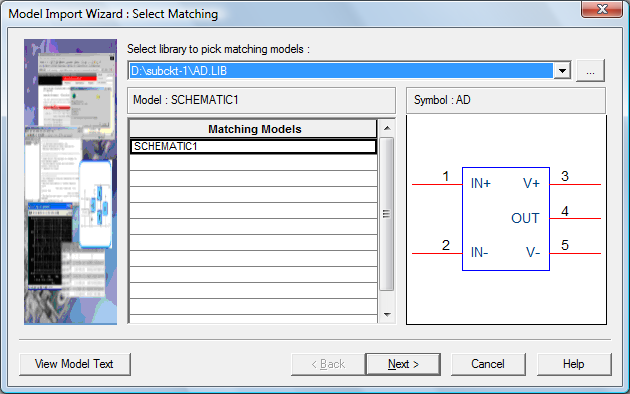 Model Import Wizard : Select Matching
Select library to pick matching models :
D:\subckt-1\AD.LIB
...
Model : SCHEMATIC1
Symbol : AD
Matching Models
SCHEMATIC1
1 IN+ V+ 3
OUT 4
2 IN- V- 5
View Model Text
< Back
Next >
Cancel
Help